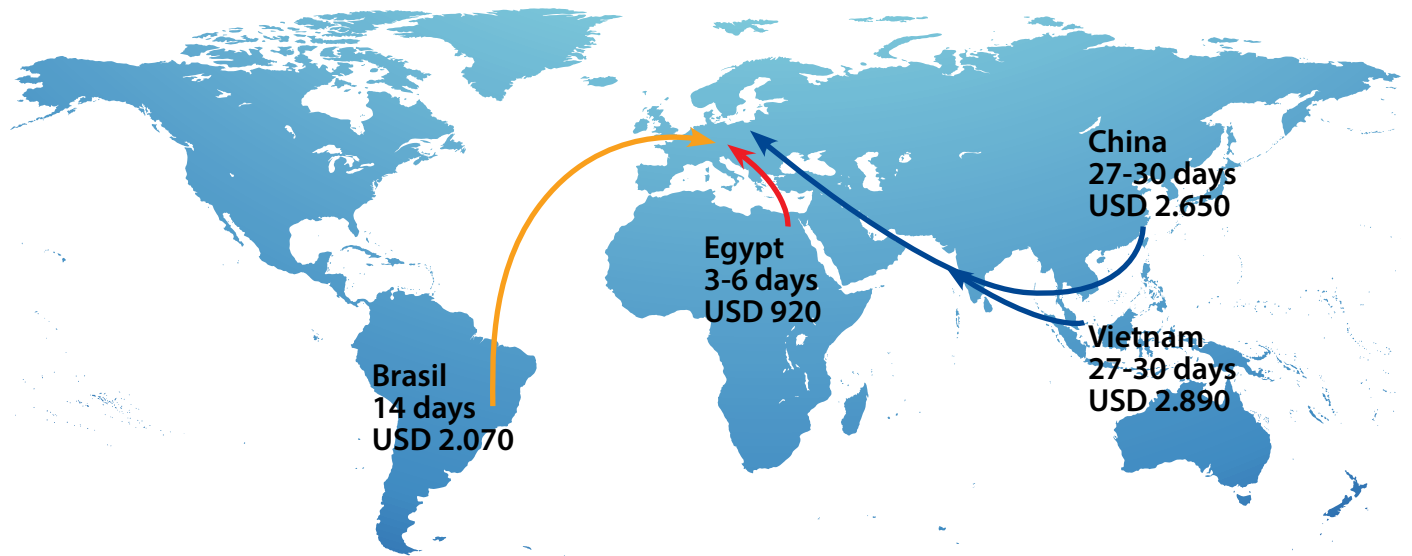 China
27-30 days
USD 2.650
Egypt
3-6 days
USD 920
Vietnam
27-30 days
USD 2.890
Brasil
14 days
USD 2.070